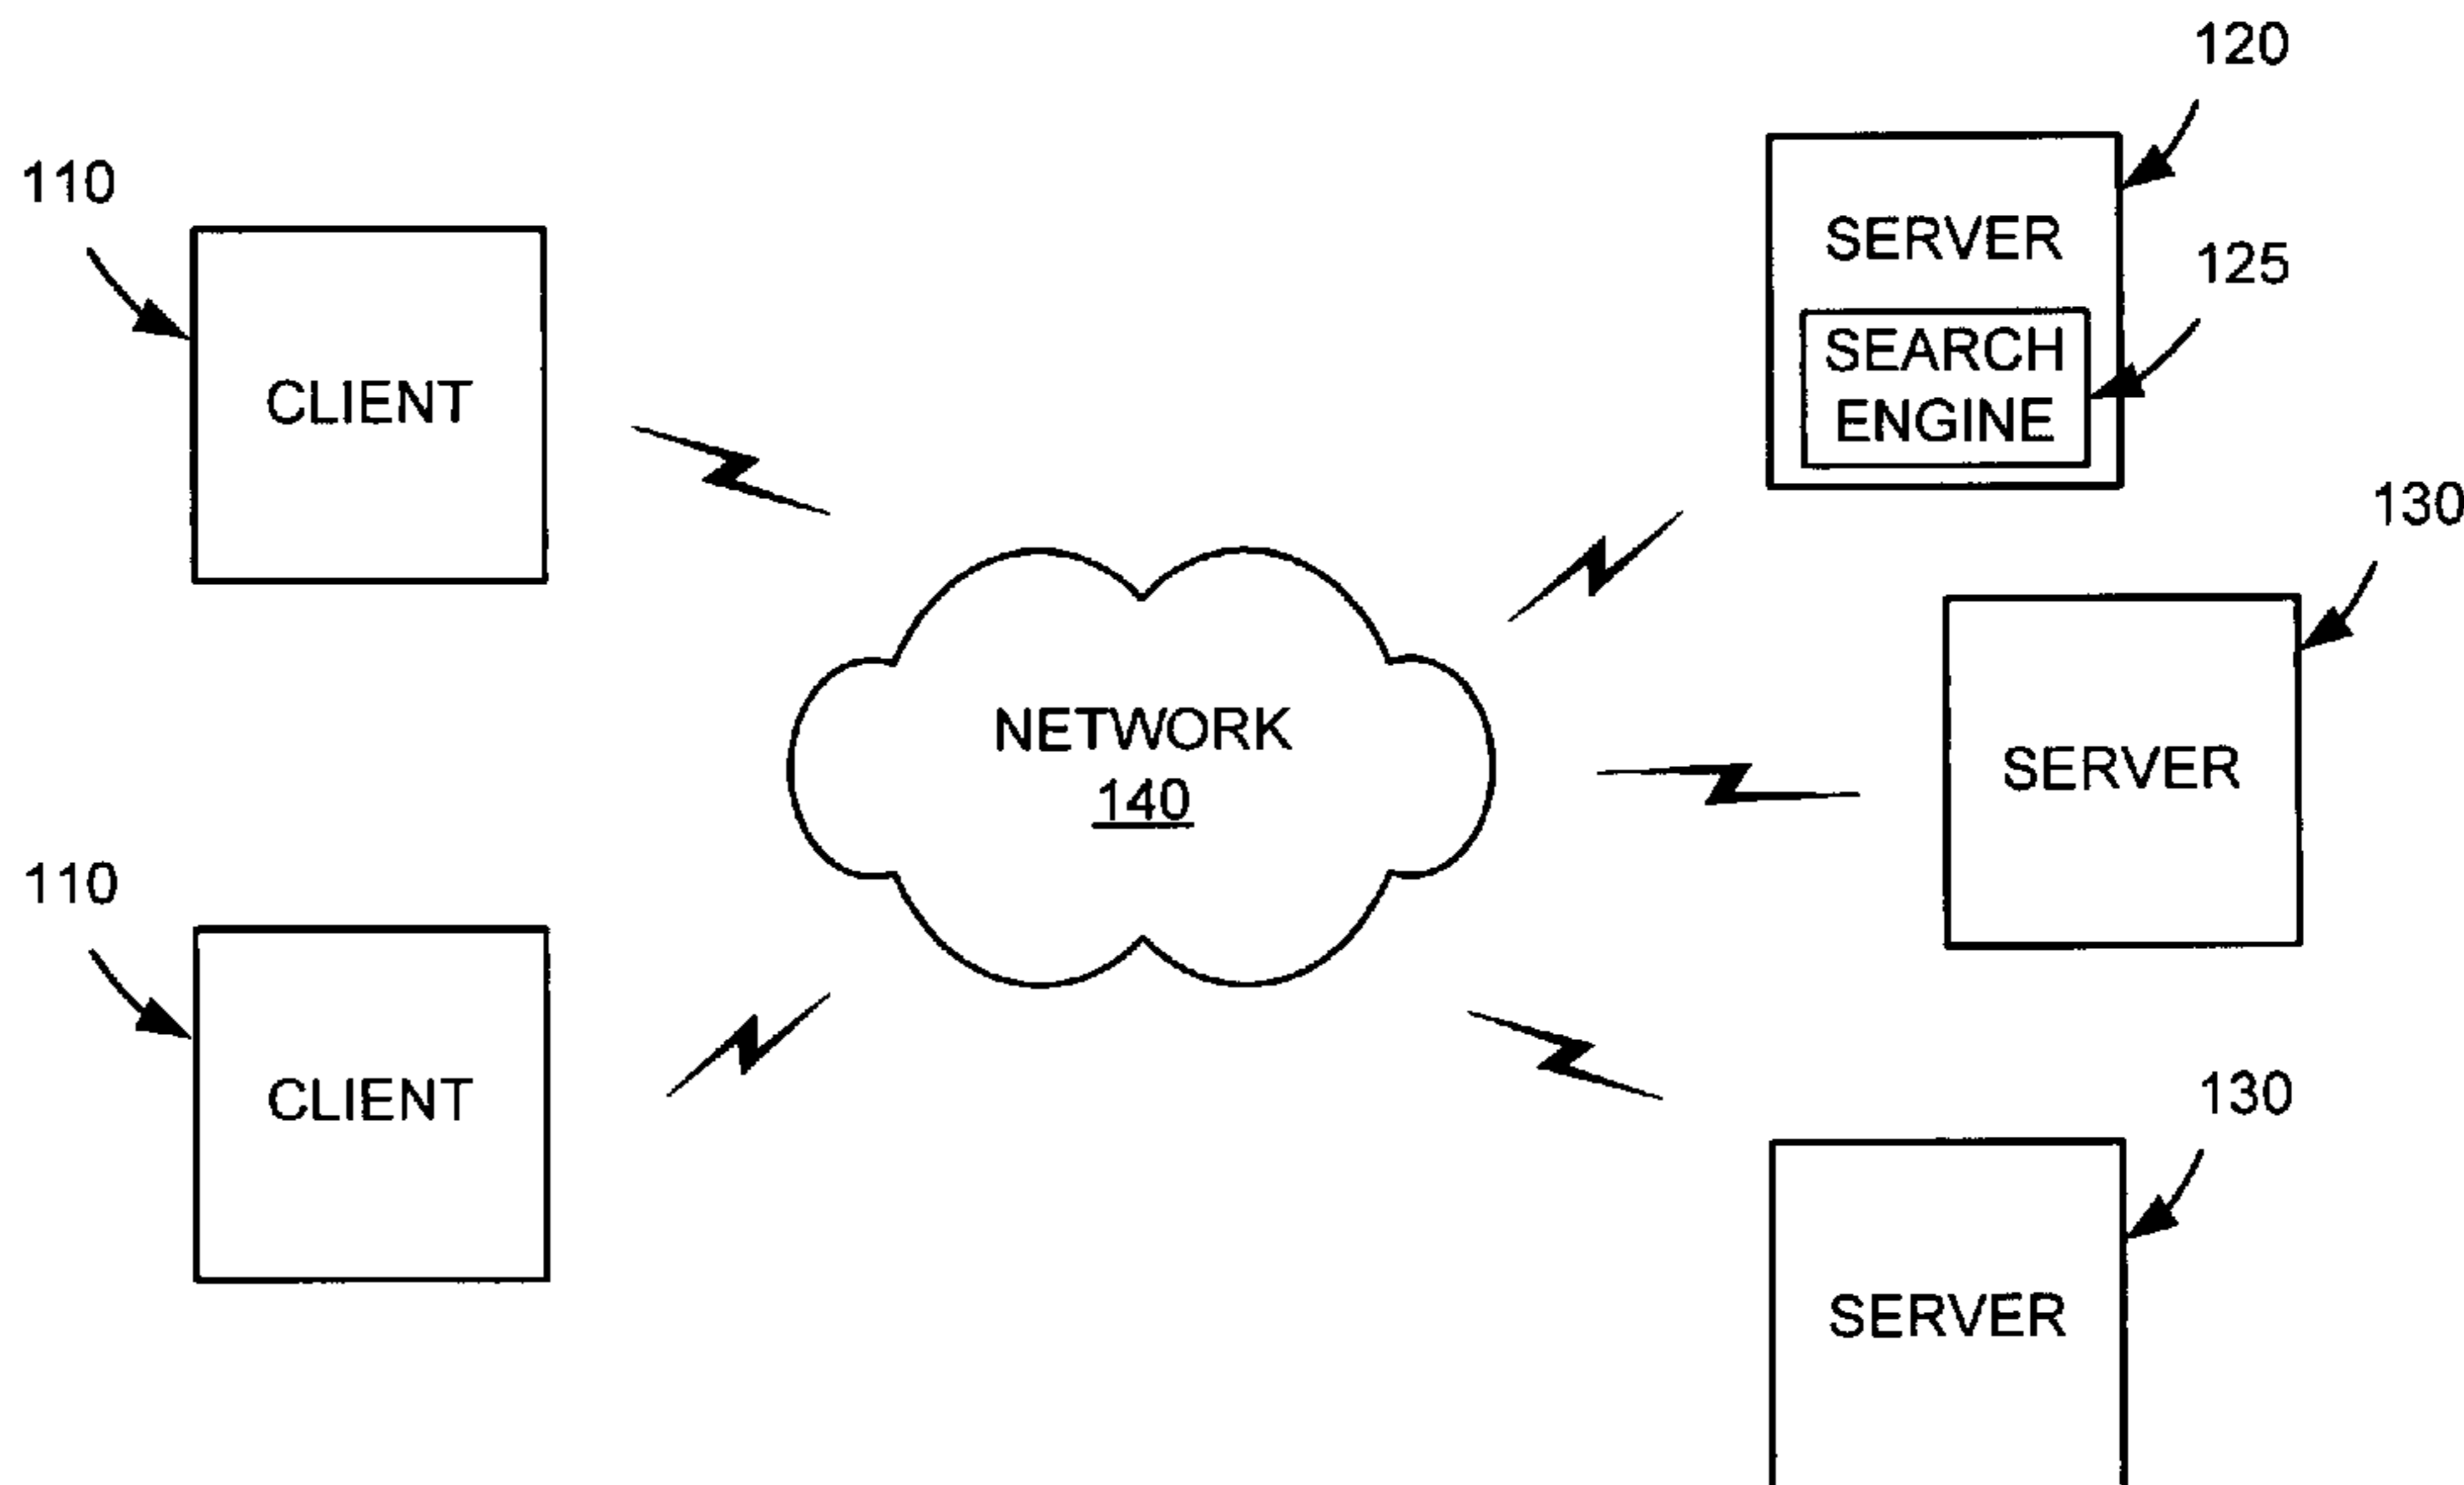 120
110
SERVER
125
SEARCH
ENGINE
CLIENT
130
NETWORK
140
SERVER
110
CLIENT
130
SERVER